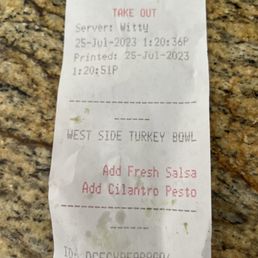 TAKE OUT
Server: Witty
25-Jul-2023 1:20:36P
Printed: 25-Jul-2023
1:20:51P
--------------------
------
WEST SIDE TURKEY BOWL
Add Fresh Salsa
Add Cilantro Pesto
--------------------
------
ID: